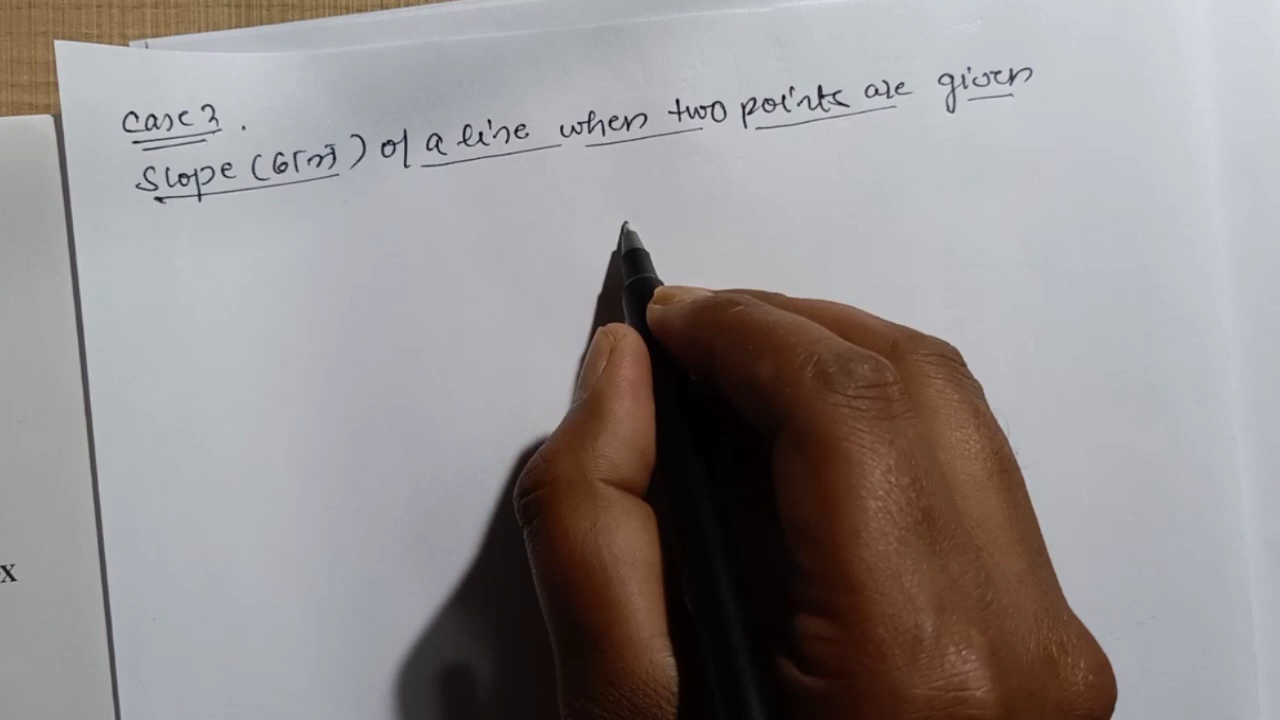 Case 3.
Slope (ଢାଲ) of a line when two points are given
x